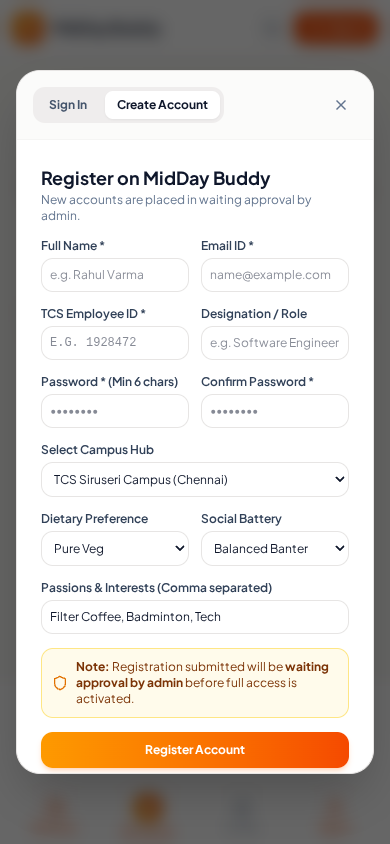 Sign In Create Account
Register on MidDay Buddy
New accounts are placed in waiting approval by
admin.
Full Name * Email ID *
e.g. Rahul Varma name@example.com
TCS Employee ID * Designation / Role
E.G. 1928472 e.g. Software Engineer
Password * (Min 6 chars) Confirm Password *
Select Campus Hub
TCS Siruseri Campus (Chennai)
Dietary Preference Social Battery
Pure Veg Balanced Banter
Passions & Interests (Comma separated)
Filter Coffee, Badminton, Tech
Note: Registration submitted will be waiting
approval by admin before full access is
activated.
Register Account